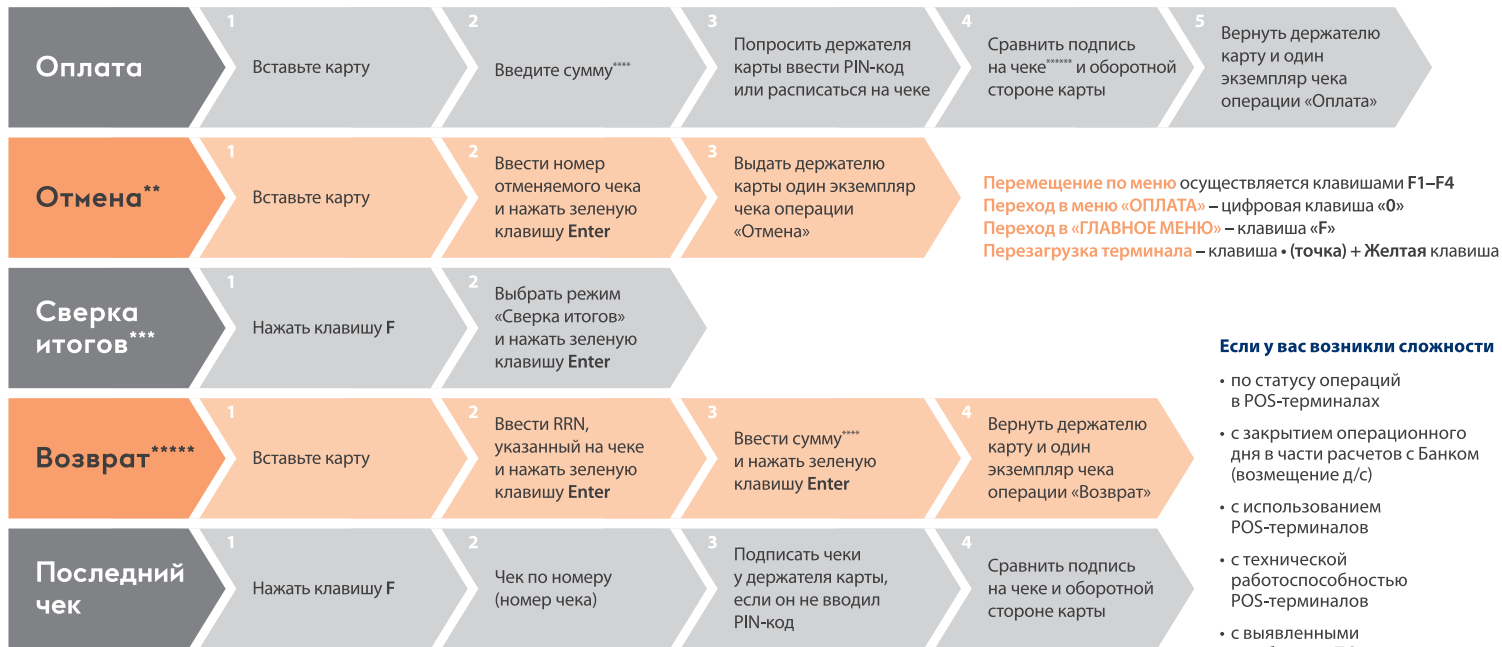 Оплата
1
Вставьте карту
2
Введите сумму****
3
Попросить держателя
карты ввести PIN-код
или расписаться на чеке
4
Сравнить подпись
на чеке****** и оборотной
стороне карты
5
Вернуть держателю
карту и один
экземпляр чека
операции «Оплата»
Отмена**
1
Вставьте карту
2
Ввести номер
отменяемого чека
и нажать зеленую
клавишу Enter
3
Выдать держателю
карты один экземпляр
чека операции
«Отмена»
Перемещение по меню осуществляется клавишами F1–F4
Переход в меню «ОПЛАТА» – цифровая клавиша «0»
Переход в «ГЛАВНОЕ МЕНЮ» – клавиша «F»
Перезагрузка терминала – клавиша • (точка) + Желтая клавиша
Сверка
итогов***
1
Нажать клавишу F
2
Выбрать режим
«Сверка итогов»
и нажать зеленую
клавишу Enter
Возврат*****
1
Вставьте карту
2
Ввести RRN,
указанный на чеке
и нажать зеленую
клавишу Enter
3
Ввести сумму****
и нажать зеленую
клавишу Enter
4
Вернуть держателю
карту и один
экземпляр чека
операции «Возврат»
Последний
чек
1
Нажать клавишу F
2
Чек по номеру
(номер чека)
3
Подписать чеки
у держателя карты,
если он не вводил
PIN-код
4
Сравнить подпись
на чеке и оборотной
стороне карты
Если у вас возникли сложности
• по статусу операций
в POS-терминалах
• с закрытием операционного
дня в части расчетов с Банком
(возмещение д/с)
• с использованием
POS-терминалов
• с технической
работоспособностью
POS-терминалов
• с выявленными